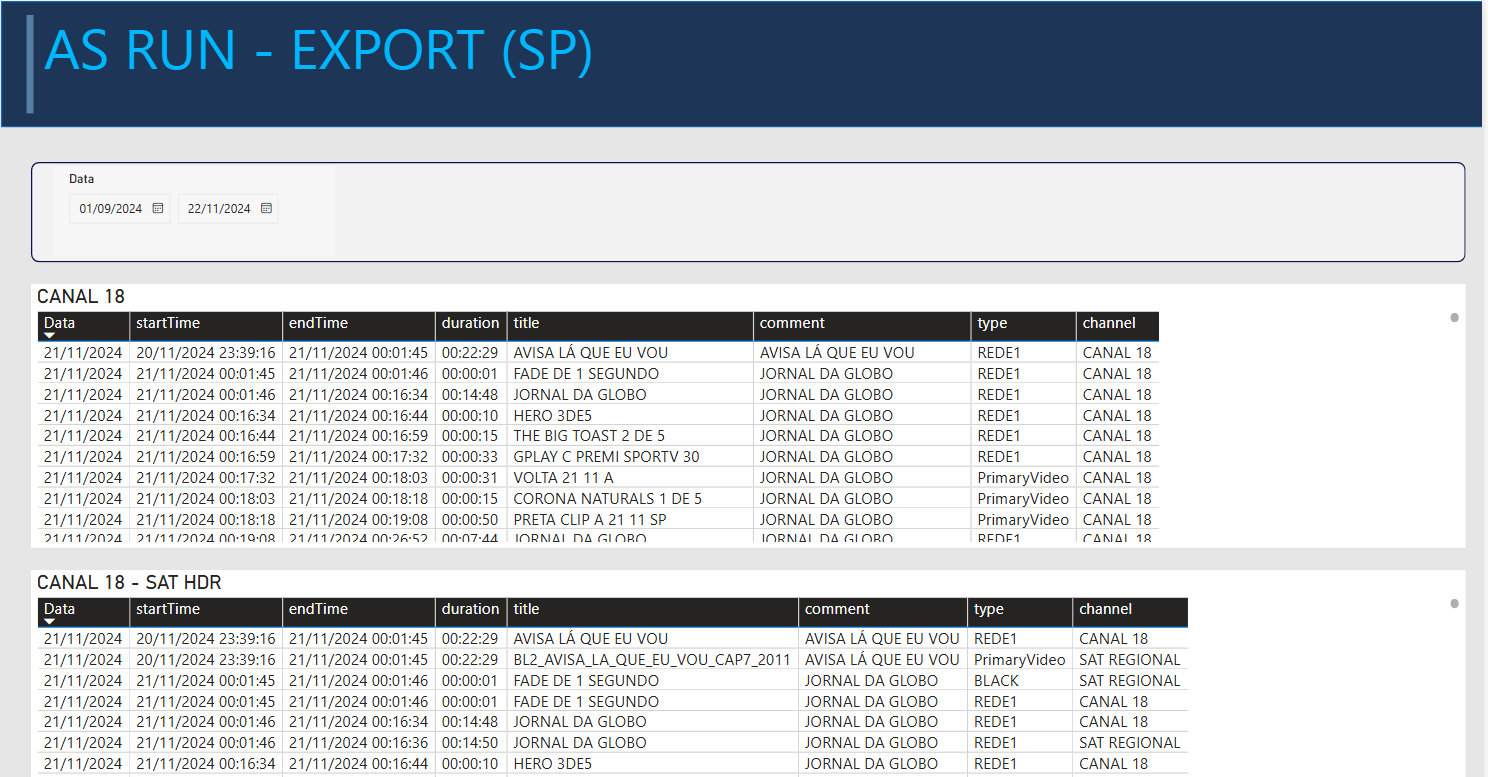 AS RUN - EXPORT (SP)
Data
01/09/2024 22/11/2024
CANAL 18
Data startTime endTime duration title comment type channel
21/11/2024 20/11/2024 23:39:16 21/11/2024 00:01:45 00:22:29 AVISA LÁ QUE EU VOU AVISA LÁ QUE EU VOU REDE1 CANAL 18
21/11/2024 21/11/2024 00:01:45 21/11/2024 00:01:46 00:00:01 FADE DE 1 SEGUNDO JORNAL DA GLOBO REDE1 CANAL 18
21/11/2024 21/11/2024 00:01:46 21/11/2024 00:16:34 00:14:48 JORNAL DA GLOBO JORNAL DA GLOBO REDE1 CANAL 18
21/11/2024 21/11/2024 00:16:34 21/11/2024 00:16:44 00:00:10 HERO 3DE5 JORNAL DA GLOBO REDE1 CANAL 18
21/11/2024 21/11/2024 00:16:44 21/11/2024 00:16:59 00:00:15 THE BIG TOAST 2 DE 5 JORNAL DA GLOBO REDE1 CANAL 18
21/11/2024 21/11/2024 00:16:59 21/11/2024 00:17:32 00:00:33 GPLAY C PREMI SPORTV 30 JORNAL DA GLOBO REDE1 CANAL 18
21/11/2024 21/11/2024 00:17:32 21/11/2024 00:18:03 00:00:31 VOLTA 21 11 A JORNAL DA GLOBO PrimaryVideo CANAL 18
21/11/2024 21/11/2024 00:18:03 21/11/2024 00:18:18 00:00:15 CORONA NATURALS 1 DE 5 JORNAL DA GLOBO PrimaryVideo CANAL 18
21/11/2024 21/11/2024 00:18:18 21/11/2024 00:19:08 00:00:50 PRETA CLIP A 21 11 SP JORNAL DA GLOBO PrimaryVideo CANAL 18
21/11/2024 21/11/2024 00:19:08 21/11/2024 00:26:52 00:07:44 JORNAL DA GLOBO JORNAL DA GLOBO REDE1 CANAL 18
CANAL 18 - SAT HDR
Data startTime endTime duration title comment type channel
21/11/2024 20/11/2024 23:39:16 21/11/2024 00:01:45 00:22:29 AVISA LÁ QUE EU VOU AVISA LÁ QUE EU VOU REDE1 CANAL 18
21/11/2024 20/11/2024 23:39:16 21/11/2024 00:01:45 00:22:29 BL2_AVISA_LA_QUE_EU_VOU_CAP7_2011 AVISA LÁ QUE EU VOU PrimaryVideo SAT REGIONAL
21/11/2024 21/11/2024 00:01:45 21/11/2024 00:01:46 00:00:01 FADE DE 1 SEGUNDO JORNAL DA GLOBO BLACK SAT REGIONAL
21/11/2024 21/11/2024 00:01:45 21/11/2024 00:01:46 00:00:01 FADE DE 1 SEGUNDO JORNAL DA GLOBO REDE1 CANAL 18
21/11/2024 21/11/2024 00:01:46 21/11/2024 00:16:34 00:14:48 JORNAL DA GLOBO JORNAL DA GLOBO REDE1 CANAL 18
21/11/2024 21/11/2024 00:01:46 21/11/2024 00:16:36 00:14:50 JORNAL DA GLOBO JORNAL DA GLOBO REDE1 SAT REGIONAL
21/11/2024 21/11/2024 00:16:34 21/11/2024 00:16:44 00:00:10 HERO 3DE5 JORNAL DA GLOBO REDE1 CANAL 18